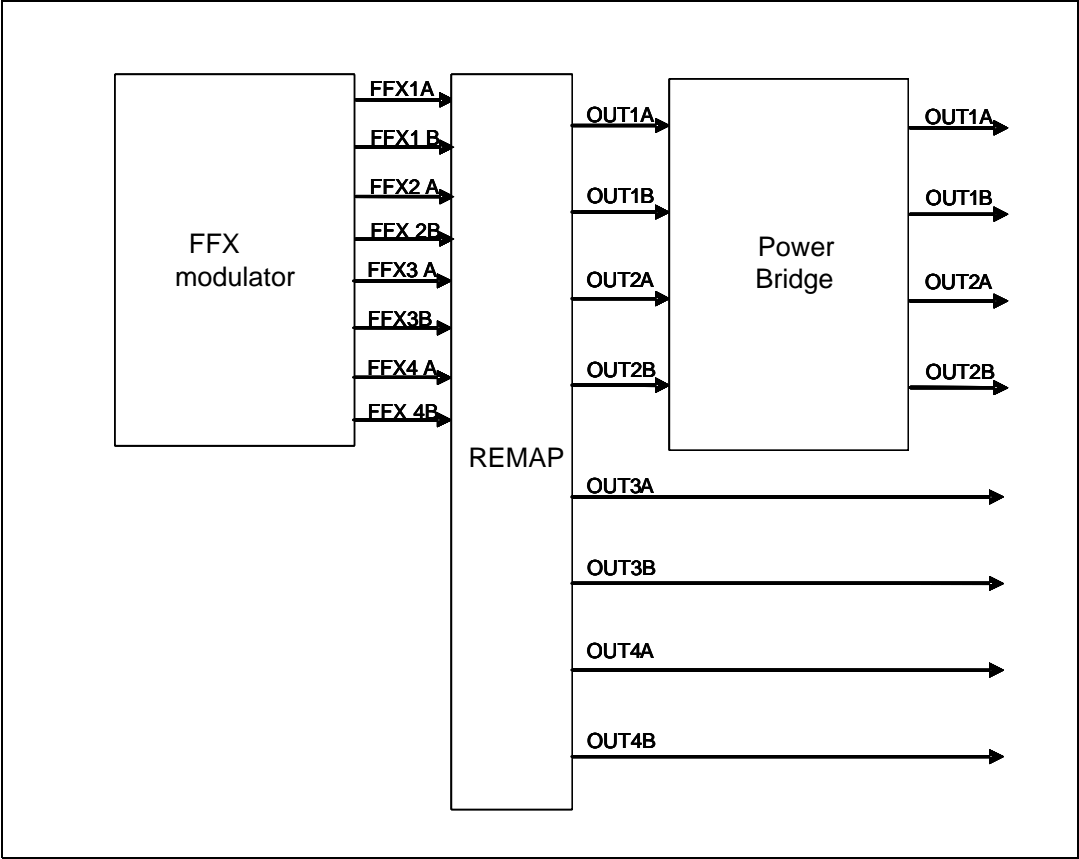 FFX
modulator
FFX1A
FFX1 B
FFX2 A
FFX 2B
FFX3 A
FFX3B
FFX4 A
FFX 4B
REMAP
OUT1A
OUT1B
OUT2A
OUT2B
OUT3A
OUT3B
OUT4A
OUT4B
Power
Bridge
OUT1A
OUT1B
OUT2A
OUT2B